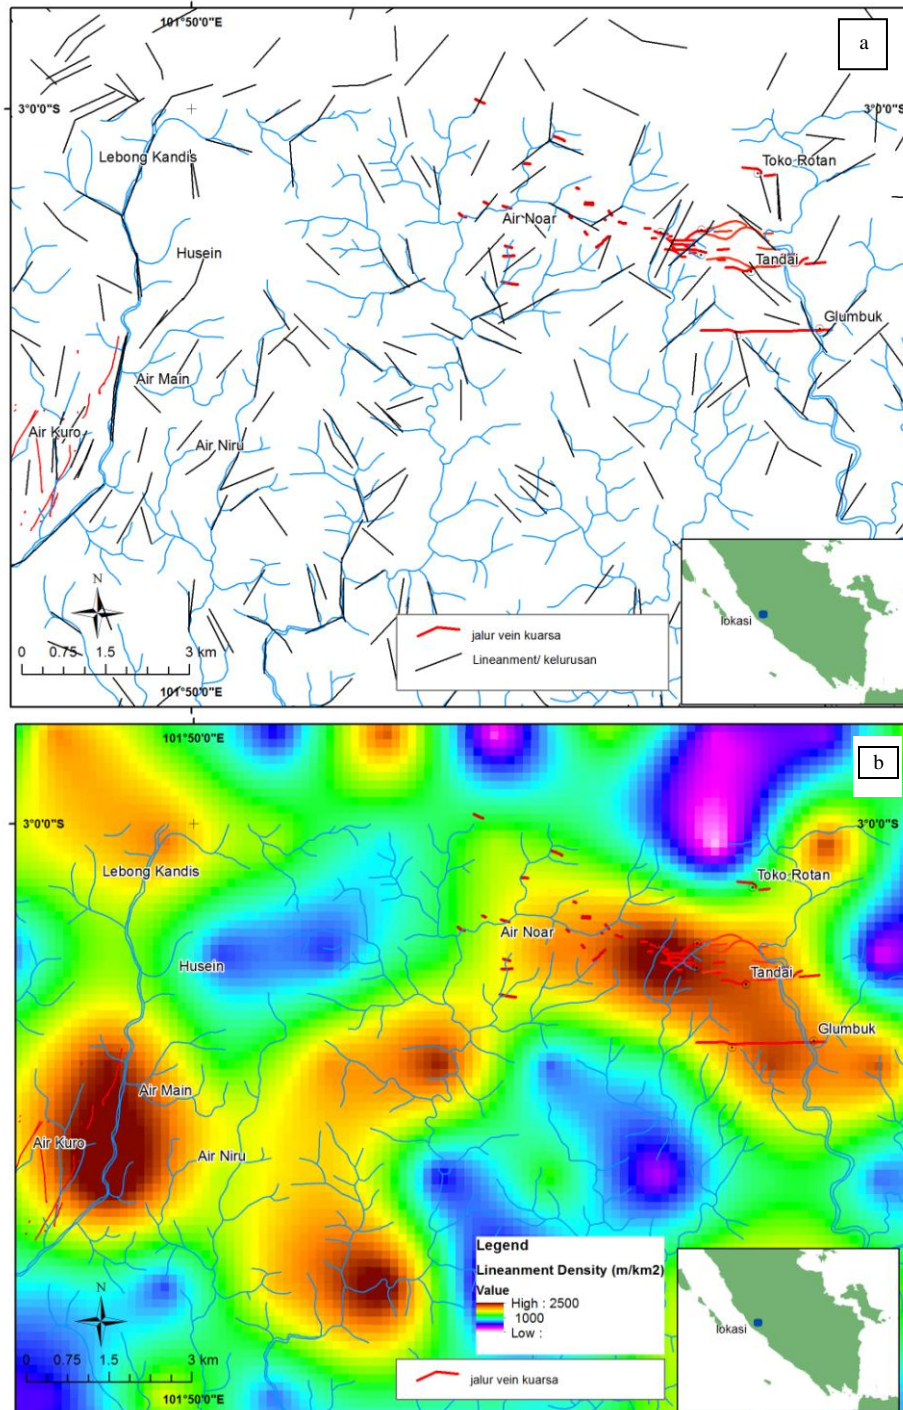 101°50'0"E
a
3°0'0"S
3°0'0"S
Lebong Kandis
Toko Rotan
Air Noar
Husein
Tandai
Glumbuk
Air Main
Air Kuro
Air Niru
N
lokasi
0 0.75 1.5 3 km
jalur vein kuarsa
Lineanment/ kelurusan
101°50'0"E
101°50'0"E
b
3°0'0"S
3°0'0"S
Lebong Kandis
Toko Rotan
Air Noar
Husein
Tandai
Glumbuk
Air Main
Air Kuro
Air Niru
Legend
Lineanment Density (m/km2)
Value
High : 2500
1000
Low :
N
lokasi
0 0.75 1.5 3 km
jalur vein kuarsa
101°50'0"E